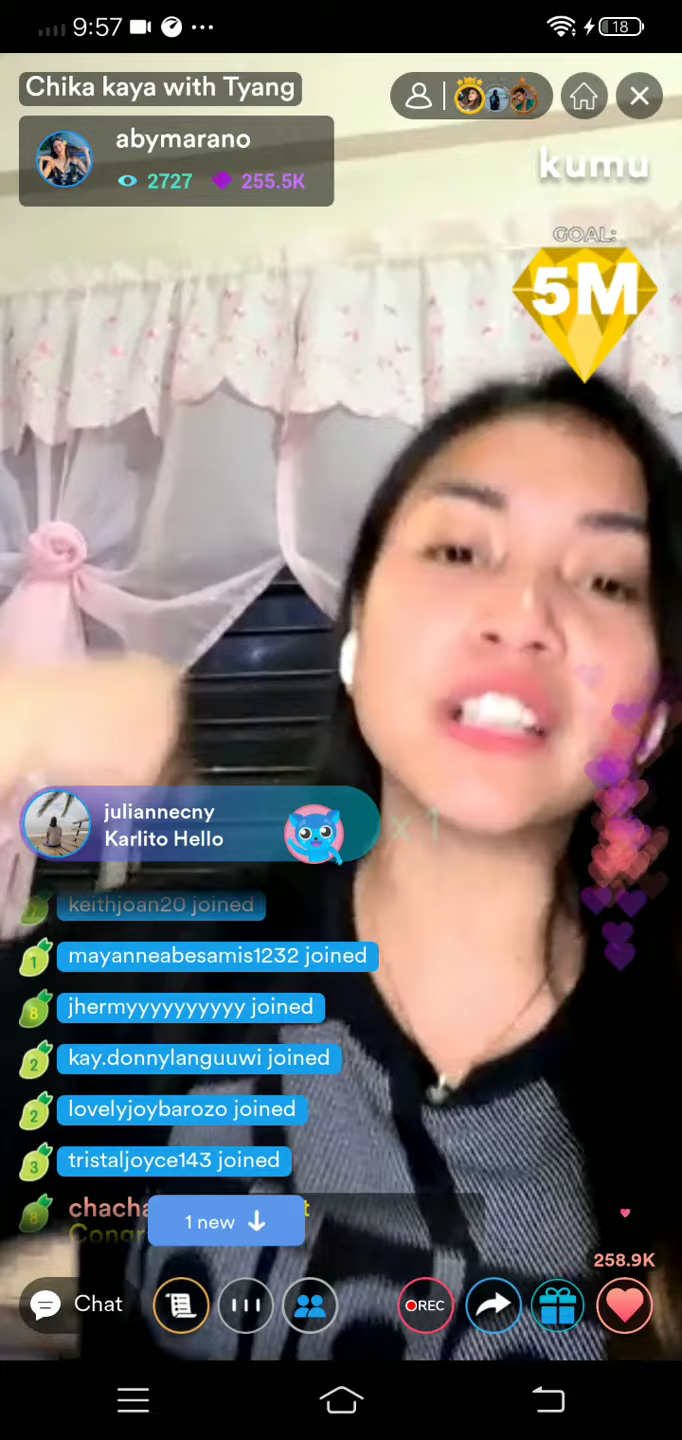 9:57
18
Chika kaya with Tyang
abymarano
2727 255.5K
kumu
GOAL:
5M
juliannecny
Karlito Hello
x 1
keithjoan20 joined
1 mayanneabesamis1232 joined
8 jhermyyyyyyyyyy joined
2 kay.donnylanguuwi joined
2 lovelyjoybarozo joined
3 tristaljoyce143 joined
8
1 new
258.9K
Chat
REC